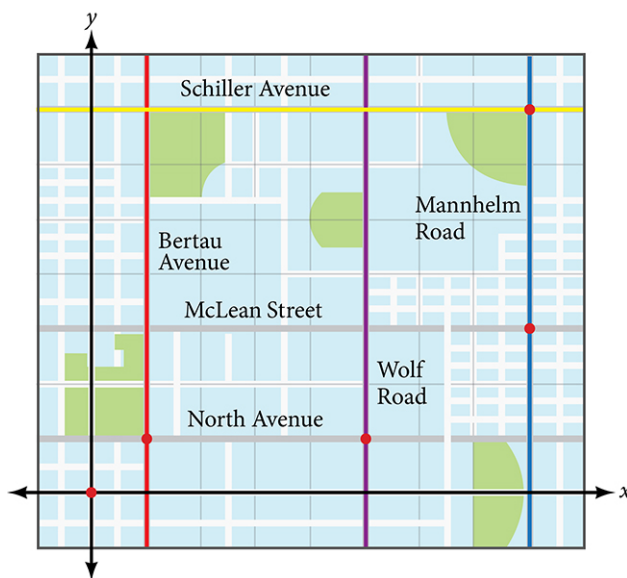 y
Schiller Avenue
Mannhelm
Road
Bertau
Avenue
McLean Street
Wolf
Road
North Avenue
x